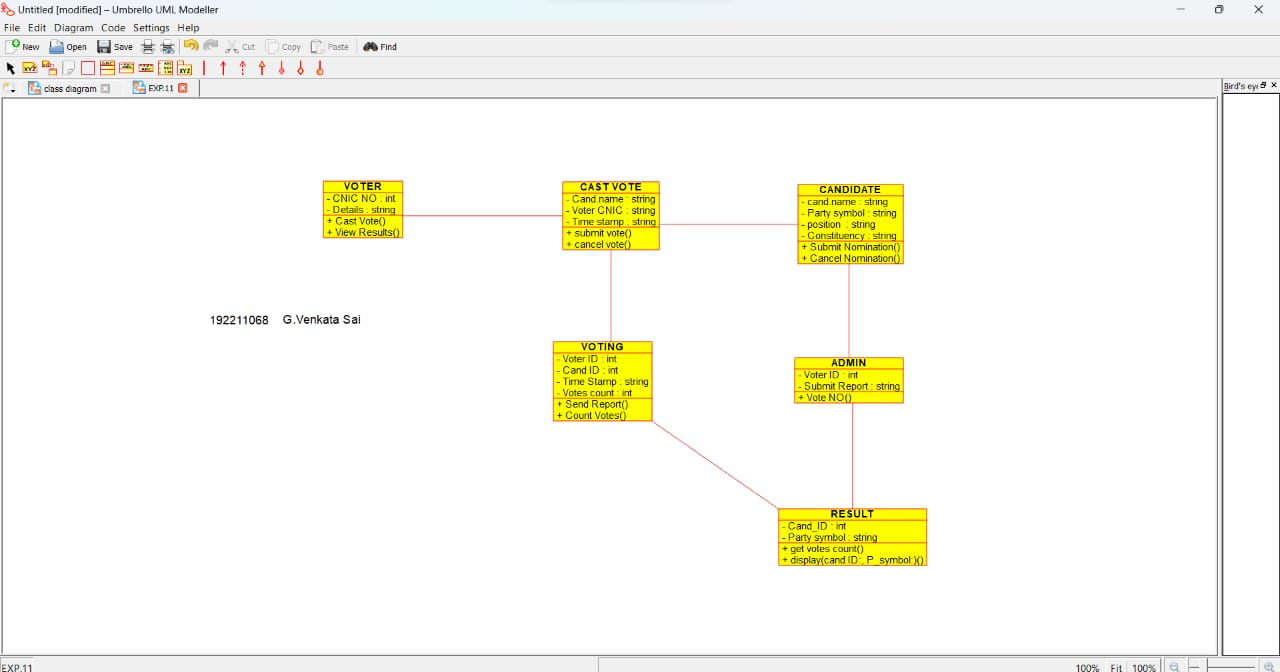 Untitled [modified] – Umbrello UML Modeller
File Edit Diagram Code Settings Help
New Open Save Cut Copy Paste Find
class diagram EXP.11
Bird's eye
VOTER
- CNIC NO : int
- Details : string
+ Cast Vote()
+ View Results()
CAST VOTE
- Cand.name : string
- Voter CNIC : string
- Time stamp : string
+ submit vote()
+ cancel vote()
CANDIDATE
- cand.name : string
- Party symbol : string
- position : string
- Constituency : string
+ Submit Nomination()
+ Cancel Nomination()
192211068 G.Venkata Sai
VOTING
- Voter ID : int
- Cand ID : int
- Time Stamp : string
- Votes count : int
+ Send Report()
+ Count Votes()
ADMIN
- Voter ID : int
- Submit Report : string
+ Vote NO()
RESULT
- Cand_ID : int
- Party symbol : string
+ get votes count()
+ display(cand ID:, P_symbol:)()
EXP.11
100% Fit 100%